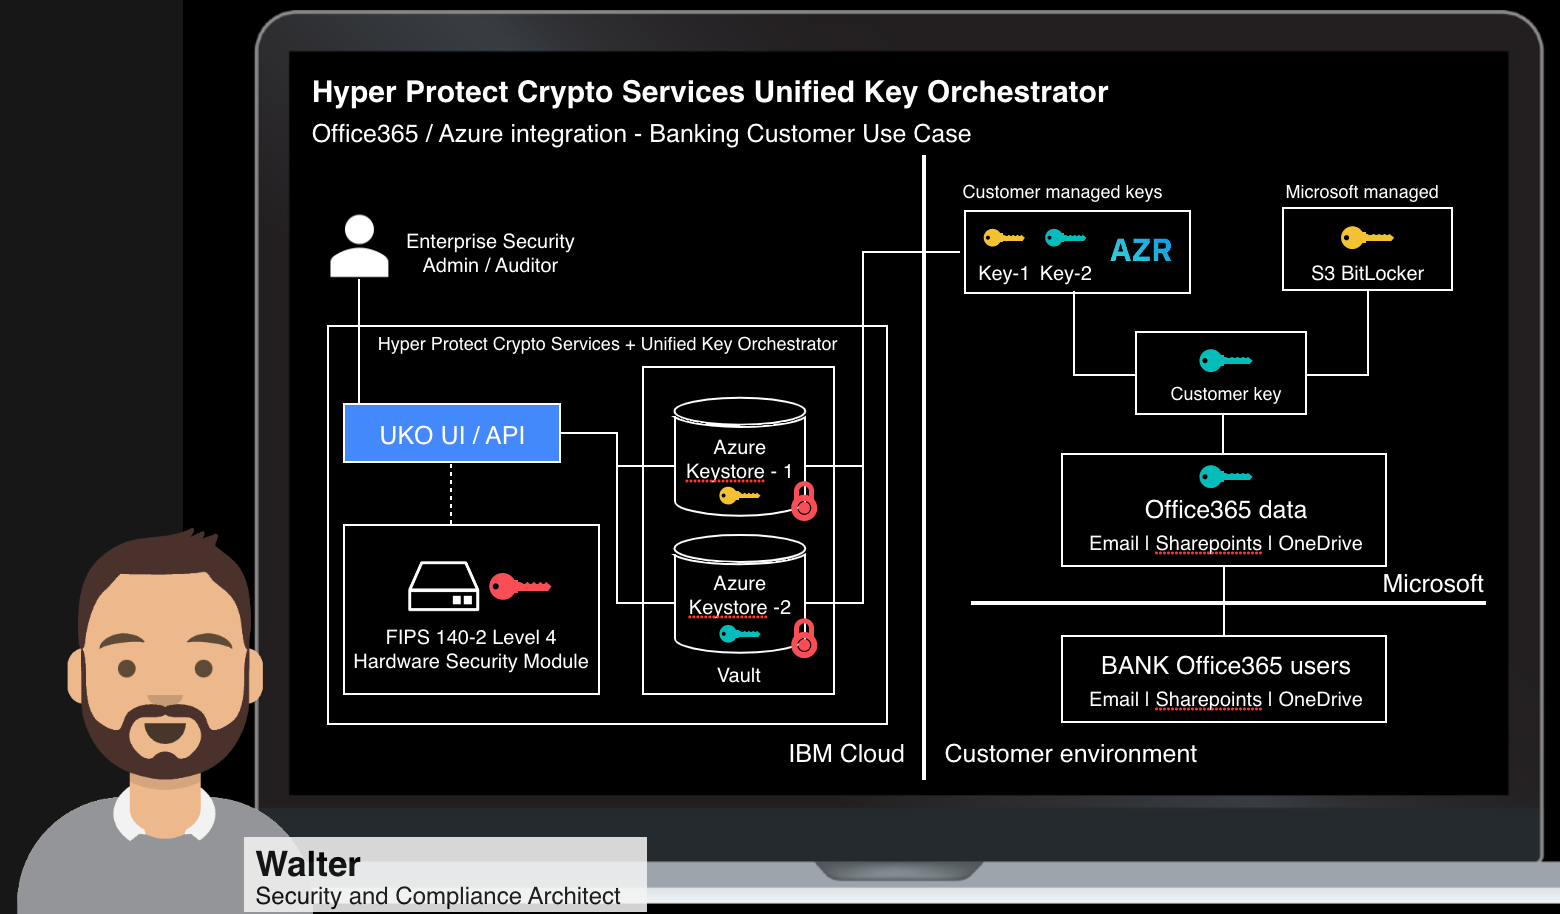 Hyper Protect Crypto Services Unified Key Orchestrator
Office365 / Azure integration - Banking Customer Use Case
Enterprise Security
Admin / Auditor
Hyper Protect Crypto Services + Unified Key Orchestrator
UKO UI / API
FIPS 140-2 Level 4
Hardware Security Module
Azure
Keystore - 1
Azure
Keystore -2
Vault
IBM Cloud
Customer managed keys
Key-1 Key-2
AZR
Microsoft managed
S3 BitLocker
Customer key
Office365 data
Email | Sharepoints | OneDrive
Microsoft
BANK Office365 users
Email | Sharepoints | OneDrive
Customer environment
Walter
Security and Compliance Architect